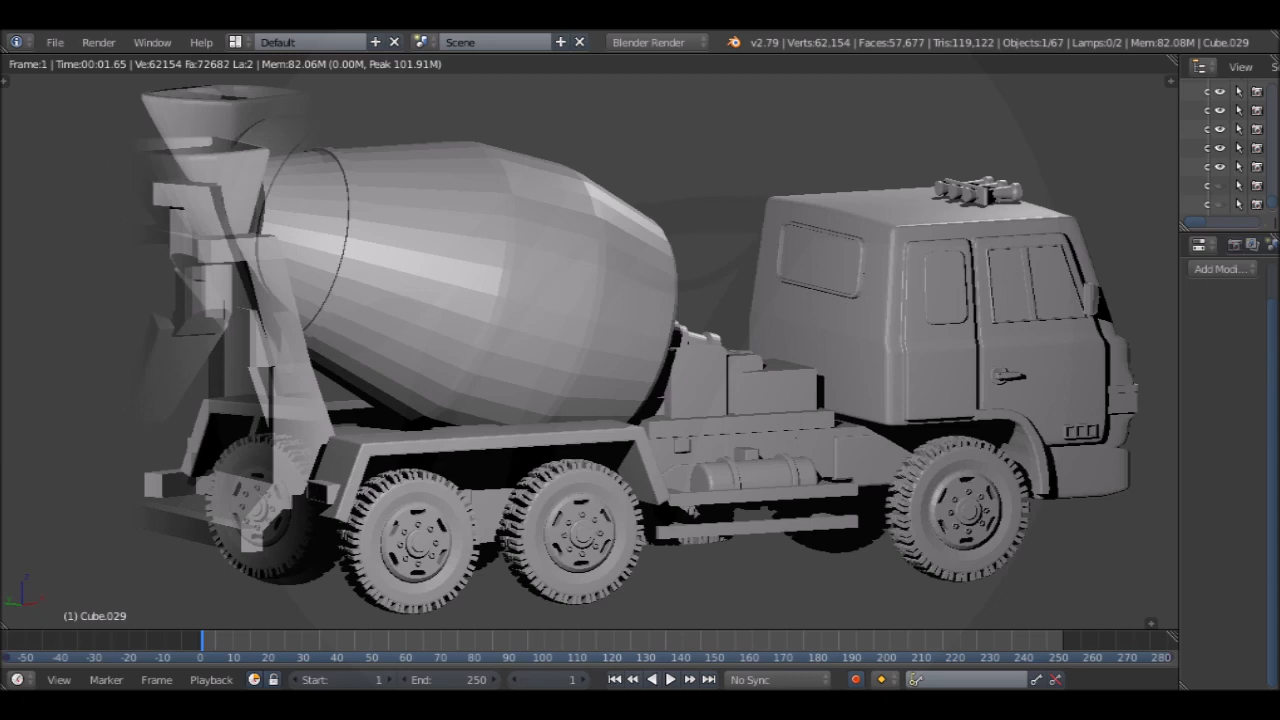 File Render Window Help Default Scene Blender Render v2.79 | Verts:62,154 | Faces:57,677 | Tris:119,122 | Objects:1/67 | Lamps:0/2 | Mem:82.08M | Cube.029
Frame:1 | Time:00:01.65 | Ve:62154 Fa:72682 La:2 | Mem:82.06M (0.00M, Peak 101.91M)
View S
Add Modi...
(1) Cube.029
-50 -40 -30 -20 -10 0 10 20 30 40 50 60 70 80 90 100 110 120 130 140 150 160 170 180 190 200 210 220 230 240 250 260 270 280
View Marker Frame Playback Start: 1 End: 250 1 No Sync